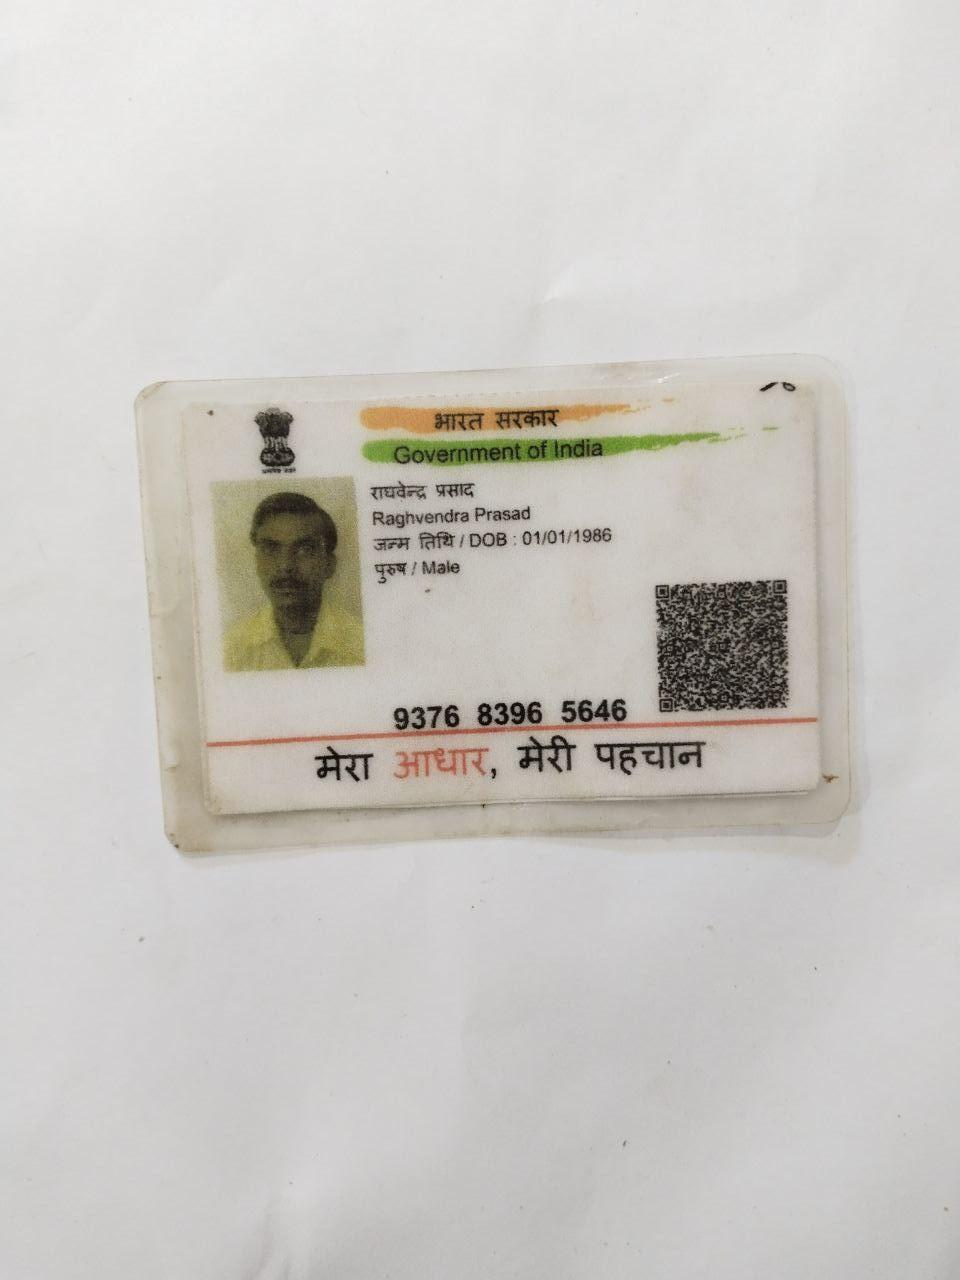 भारत सरकार
Government of India
राघवेन्द्र प्रसाद
Raghvendra Prasad
जन्म तिथि / DOB : 01/01/1986
पुरुष / Male
9376 8396 5646
मेरा आधार, मेरी पहचान